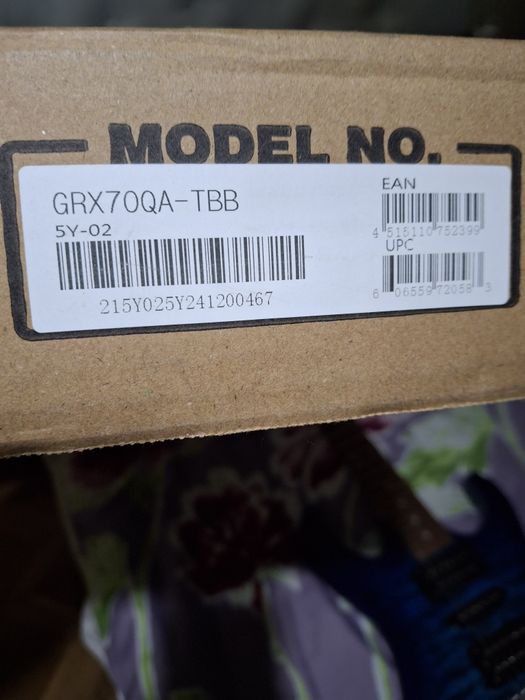 MODEL NO.
GRX70QA-TBB
5Y-02
215Y025Y241200467
EAN
4 515110 752399
UPC
6 06559 72058 3